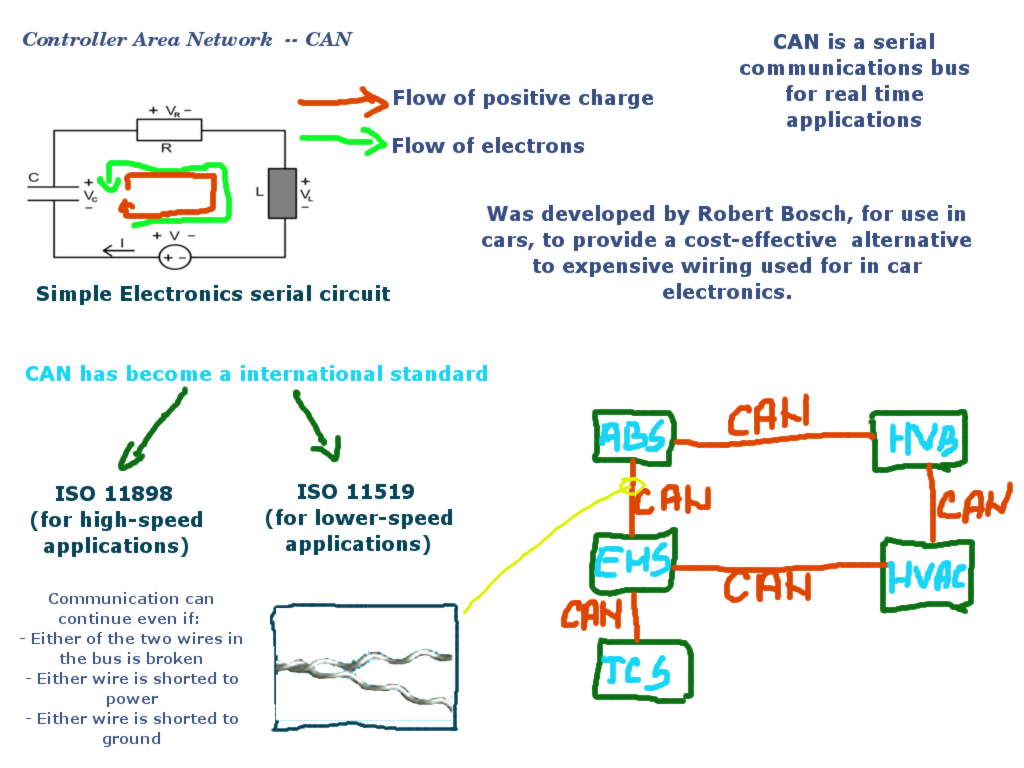 Controller Area Network -- CAN
CAN is a serial
communications bus
for real time
applications
Flow of positive charge
Flow of electrons
+ VR −
R
C
+
Vc
−
L
+
VL
−
I
+ V −
+ −
Simple Electronics serial circuit
Was developed by Robert Bosch, for use in
cars, to provide a cost-effective alternative
to expensive wiring used for in car
electronics.
CAN has become a international standard
ISO 11898
(for high-speed
applications)
ISO 11519
(for lower-speed
applications)
Communication can
continue even if:
- Either of the two wires in
the bus is broken
- Either wire is shorted to
power
- Either wire is shorted to
ground
ABS
CAN
HVB
CAN
CAN
EMS
CAN
HVAC
CAN
TCS